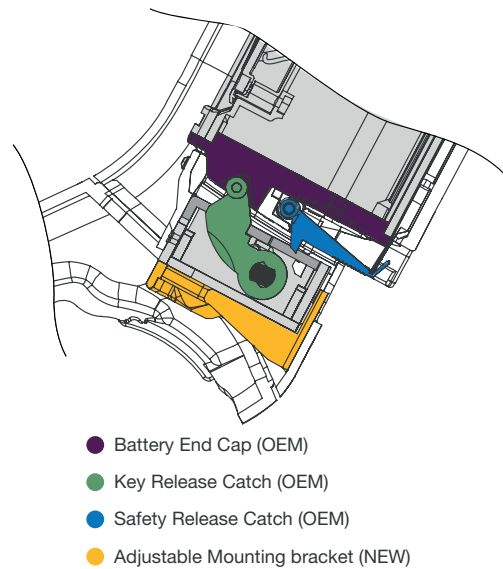 Battery End Cap (OEM)
Key Release Catch (OEM)
Safety Release Catch (OEM)
Adjustable Mounting bracket (NEW)